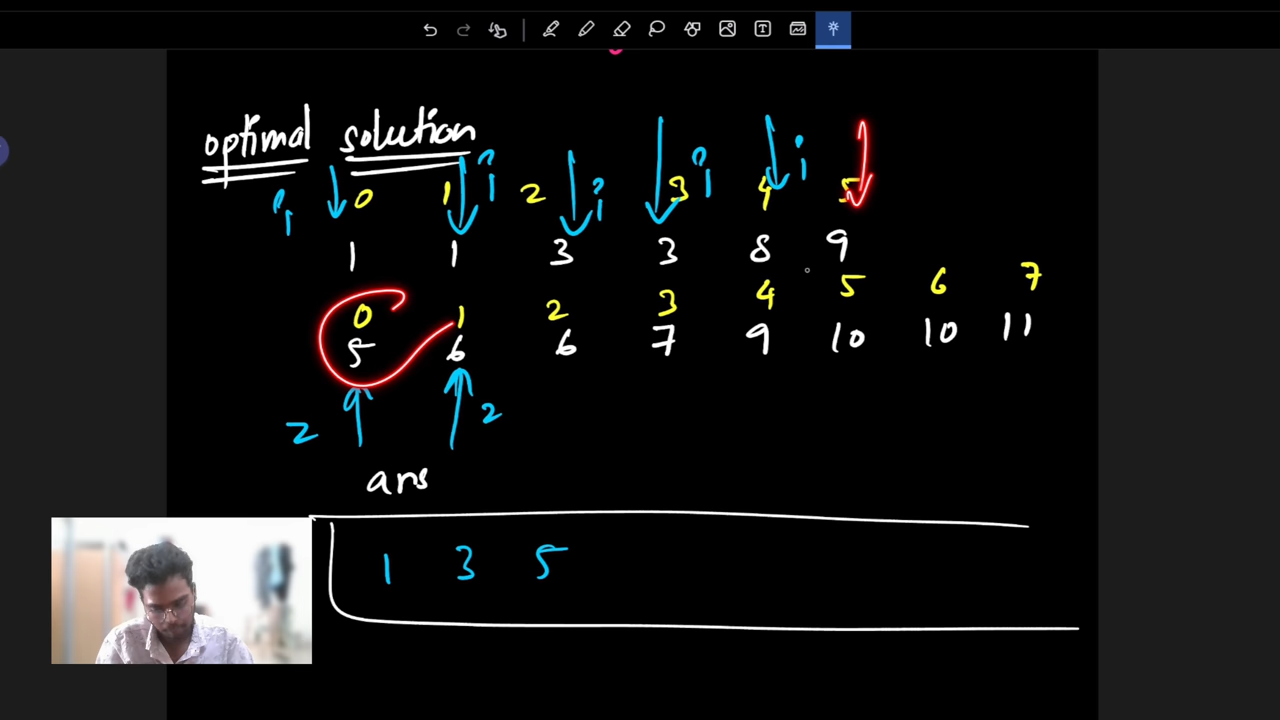 optimal solution
i i i i i
0 1 2 3 4 5
1 1 3 3 8 9
0 1 2 3 4 5 6 7
5 6 6 7 9 10 10 11
2 2
ans
1 3 5